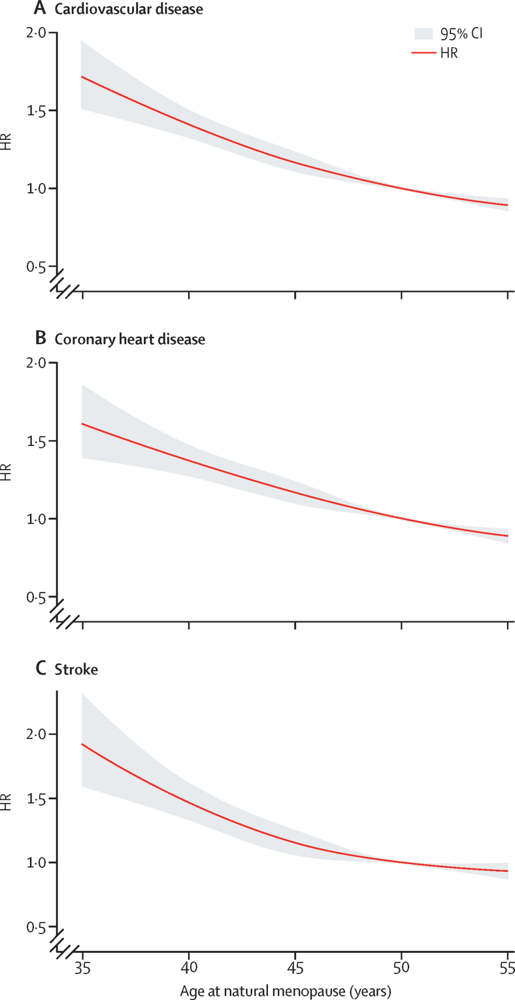 A Cardiovascular disease
2·0
95% CI
HR
1·5
HR
1·0
0·5
B Coronary heart disease
2·0
1·5
HR
1·0
0·5
C Stroke
2·0
1·5
HR
1·0
0·5
35 40 45 50 55
Age at natural menopause (years)